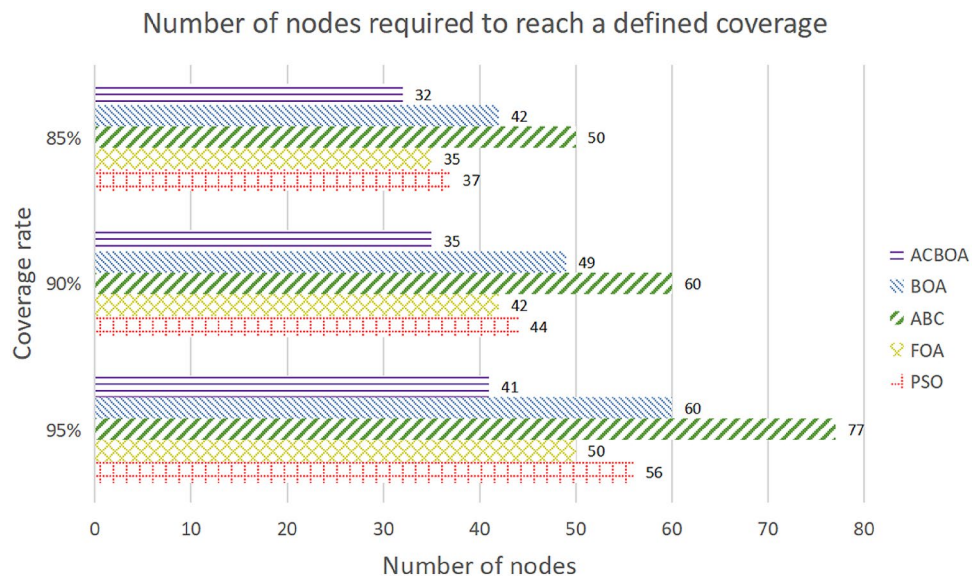 Number of nodes required to reach a defined coverage
Coverage rate
85%
32
42
50
35
37
90%
35
49
60
42
44
95%
41
60
77
50
56
0 10 20 30 40 50 60 70 80
Number of nodes
ACBOA
BOA
ABC
FOA
PSO